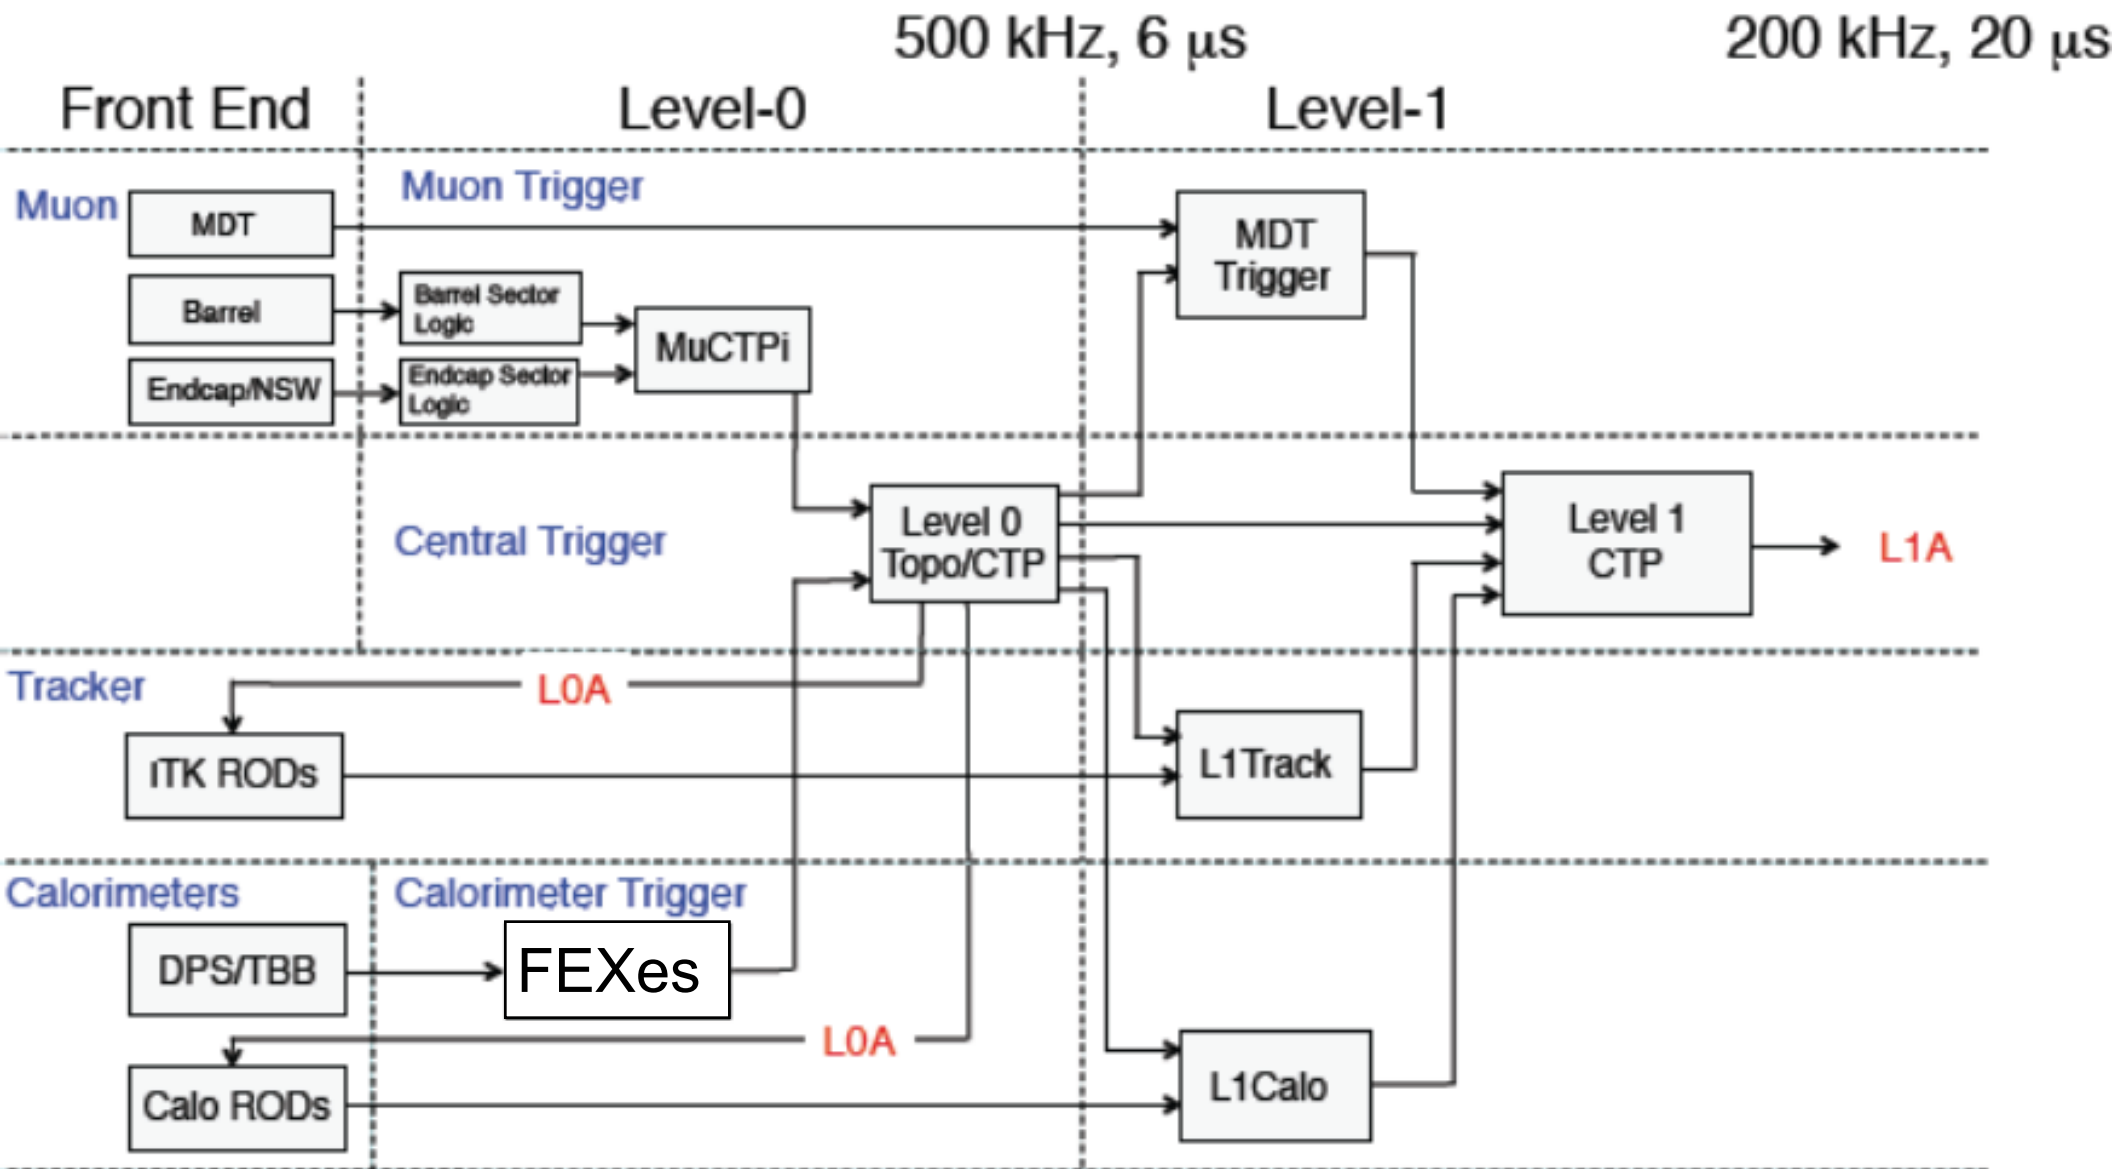 500 kHz, 6 μs
200 kHz, 20 μs
Front End
Level-0
Level-1
Muon
Muon Trigger
MDT
MDT
Trigger
Barrel
Barrel Sector
Logic
MuCTPi
Endcap/NSW
Endcap Sector
Logic
Central Trigger
Level 0
Topo/CTP
Level 1
CTP
L1A
Tracker
L0A
iTK RODs
L1Track
Calorimeters
Calorimeter Trigger
DPS/TBB
FEXes
L0A
Calo RODs
L1Calo